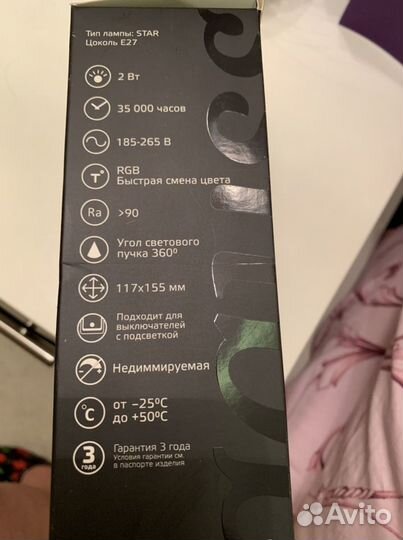 Тип лампы: STAR
Цоколь E27
2 Вт
35 000 часов
185-265 В
T°
RGB
Быстрая смена цвета
Ra
>90
Угол светового
пучка 360⁰
117x155 мм
Подходит для
выключателей
с подсветкой
Недиммируемая
°C
от −25⁰C
до +50⁰C
3
года
Гарантия 3 года
Условия гарантии см.
в паспорте изделия
Avito